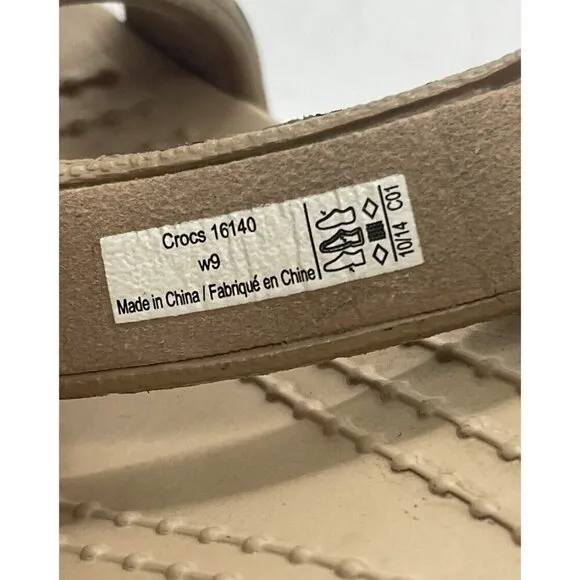 Crocs 16140
w9
Made in China / Fabriqué en Chine
10/14 C01